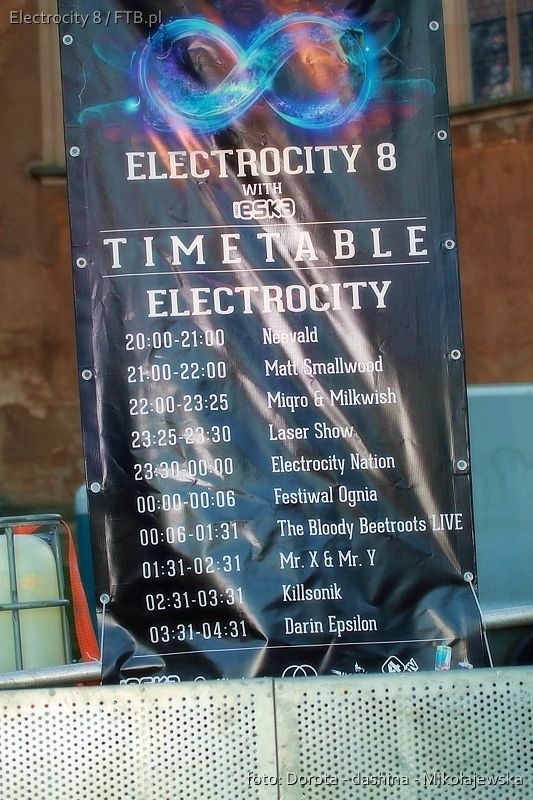 Electrocity 8 / FTB.pl
ELECTROCITY 8
WITH
eska
TIMETABLE
ELECTROCITY
20:00-21:00 Neevald
21:00-22:00 Matt Smallwood
22:00-23:25 Miqro & Milkwish
23:25-23:30 Laser Show
23:30-00:00 Electrocity Nation
00:00-00:06 Festiwal Ognia
00:06-01:31 The Bloody Beetroots LIVE
01:31-02:31 Mr. X & Mr. Y
02:31-03:31 Killsonik
03:31-04:31 Darin Epsilon
foto: Dorota - dashina - Mikołajewska